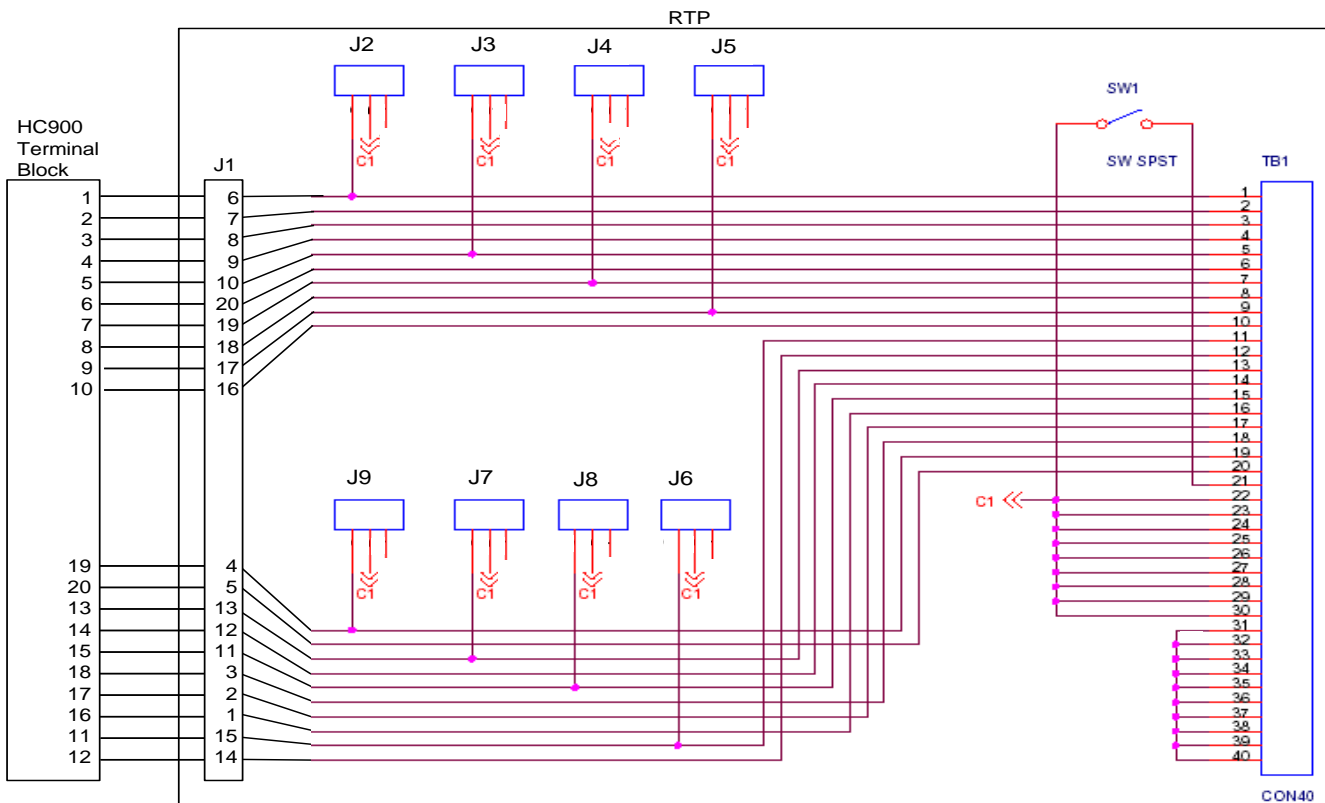 RTP
J2 J3 J4 J5
SW1
HC900
Terminal
Block
J1
C1 C1 C1 C1
SW SPST
TB1
1 6 1
2 7 2
3 8 3
4 9 4
5 10 5
6 20 6
7 19 7
8 18 8
9 17 9
10 16 10
11
12
13
14
15
16
17
18
19
20
21
J9 J7 J8 J6
C1 22
23
24
25
26
27
28
29
30
C1 C1 C1 C1
19 4
20 5
13 13
14 12
15 11
18 3
17 2
16 1
11 15
12 14
31
32
33
34
35
36
37
38
39
40
CON40